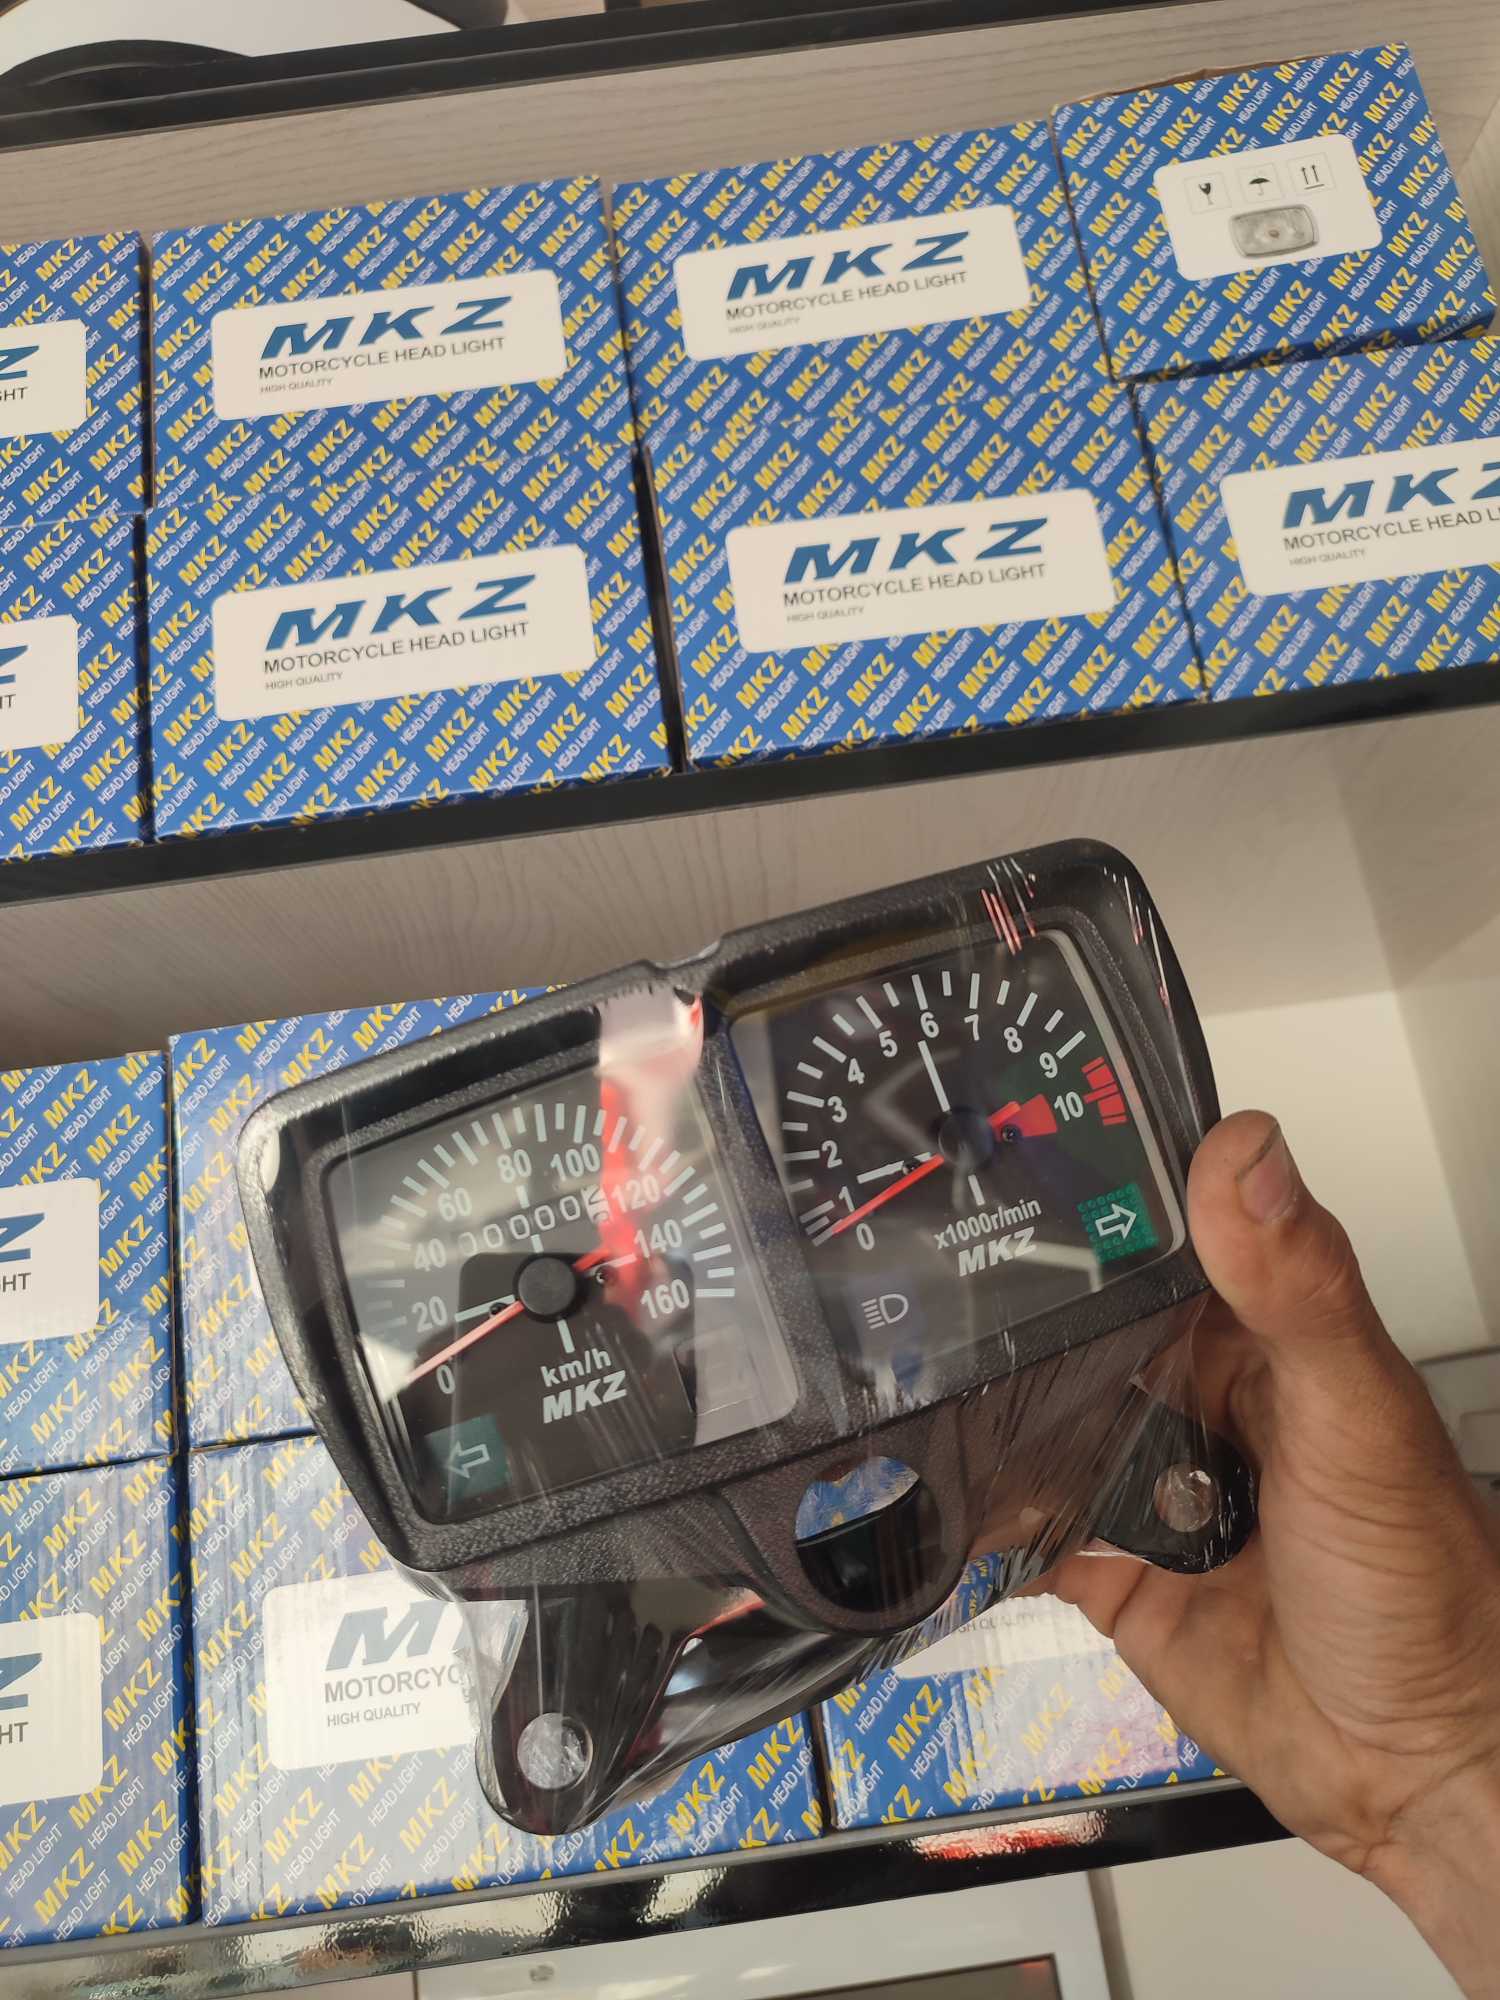 MKZ
MOTORCYCLE HEAD LIGHT
HIGH QUALITY
MKZ
MOTORCYCLE HEAD LIGHT
HIGH QUALITY
MKZ
MOTORCYCLE HEAD LIGHT
HIGH QUALITY
MKZ
MOTORCYCLE HEAD LIGHT
HIGH QUALITY
MKZ
MOTORCYCLE HEAD L
HIGH QUALITY
MKZ HEAD LIGHT
0 20 40 60 80 100 120 140 160
00000
km/h
MKZ
0 1 2 3 4 5 6 7 8 9 10
x1000r/min
MKZ
MOTORCYC
HIGH QUALITY